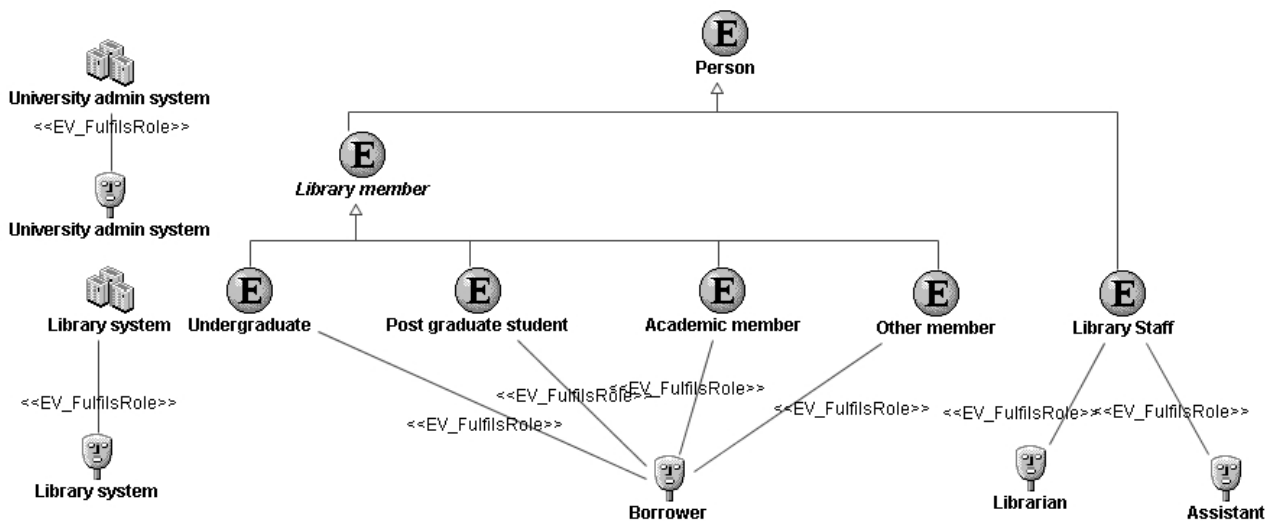 E
Person
University admin system
<<EV_FulfilsRole>>
E
Library member
University admin system
E
E
E
E
E
Library system
Undergraduate
Post graduate student
Academic member
Other member
Library Staff
<<EV_FulfilsRole>>
<<EV_FulfilsRole>>
<<EV_FulfilsRole>>
<<EV_FulfilsRole>>
<<EV_FulfilsRole>>
<<EV_FulfilsRole>>
<<EV_FulfilsRole>>
Library system
Borrower
Librarian
Assistant